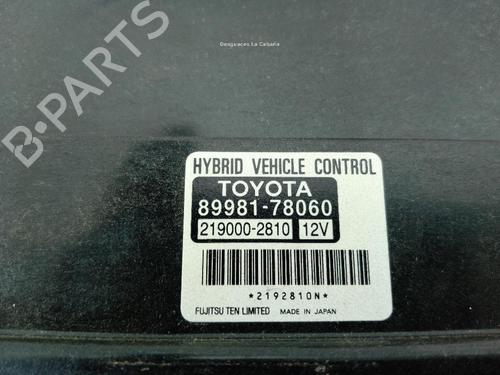 Desguaces La Cabaña
B-PARTS
HYBRID VEHICLE CONTROL
TOYOTA
89981-78060
219000-2810 12V
*2192810N*
FUJITSU TEN LIMITED MADE IN JAPAN